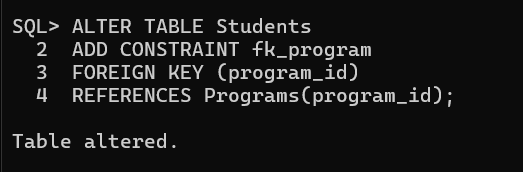 SQL> ALTER TABLE Students
  2  ADD CONSTRAINT fk_program
  3  FOREIGN KEY (program_id)
  4  REFERENCES Programs(program_id);

Table altered.